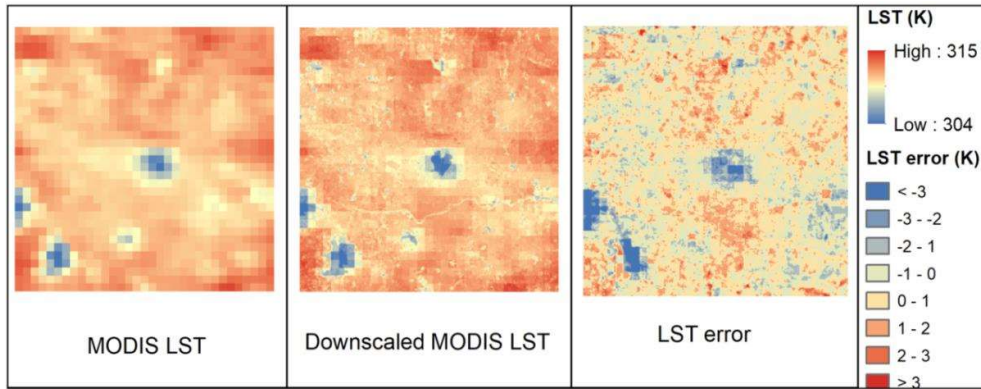 MODIS LST
Downscaled MODIS LST
LST error
LST (K)
High : 315
Low : 304
LST error (K)
< -3
-3 - -2
-2 - 1
-1 - 0
0 - 1
1 - 2
2 - 3
> 3